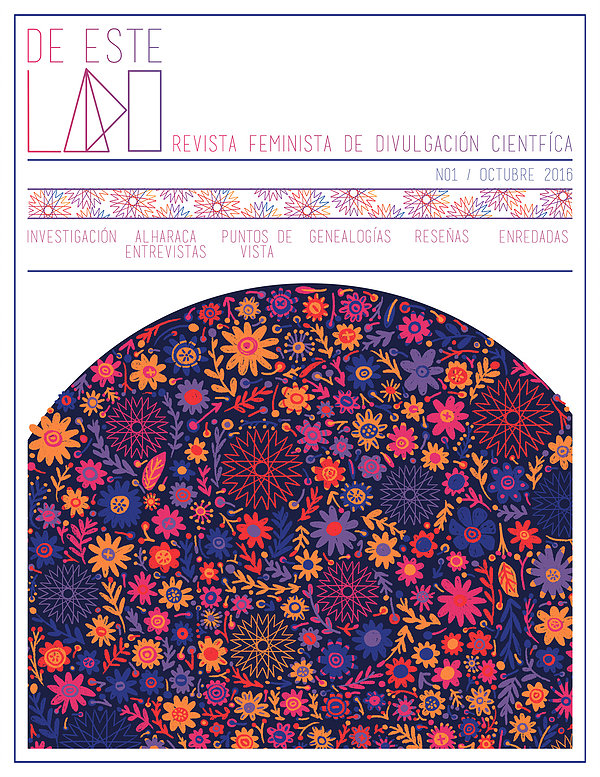 DE ESTE
LADO
REVISTA FEMINISTA DE DIVULGACIÓN CIENTFÍCA
N01 / OCTUBRE 2016
INVESTIGACIÓN ALHARACA PUNTOS DE GENEALOGÍAS RESEÑAS ENREDADAS
ENTREVISTAS VISTA